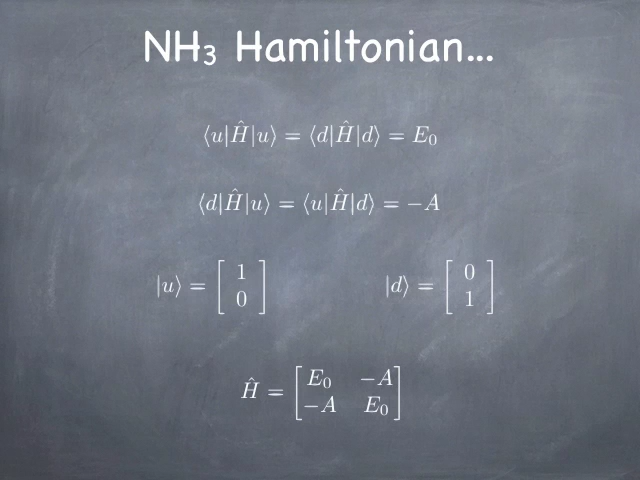 NH₃ Hamiltonian...
⟨u|Ĥ|u⟩ = ⟨d|Ĥ|d⟩ = E₀
⟨d|Ĥ|u⟩ = ⟨u|Ĥ|d⟩ = −A
|u⟩ = [1 0] |d⟩ = [0 1]
Ĥ = [E₀ −A
−A E₀]